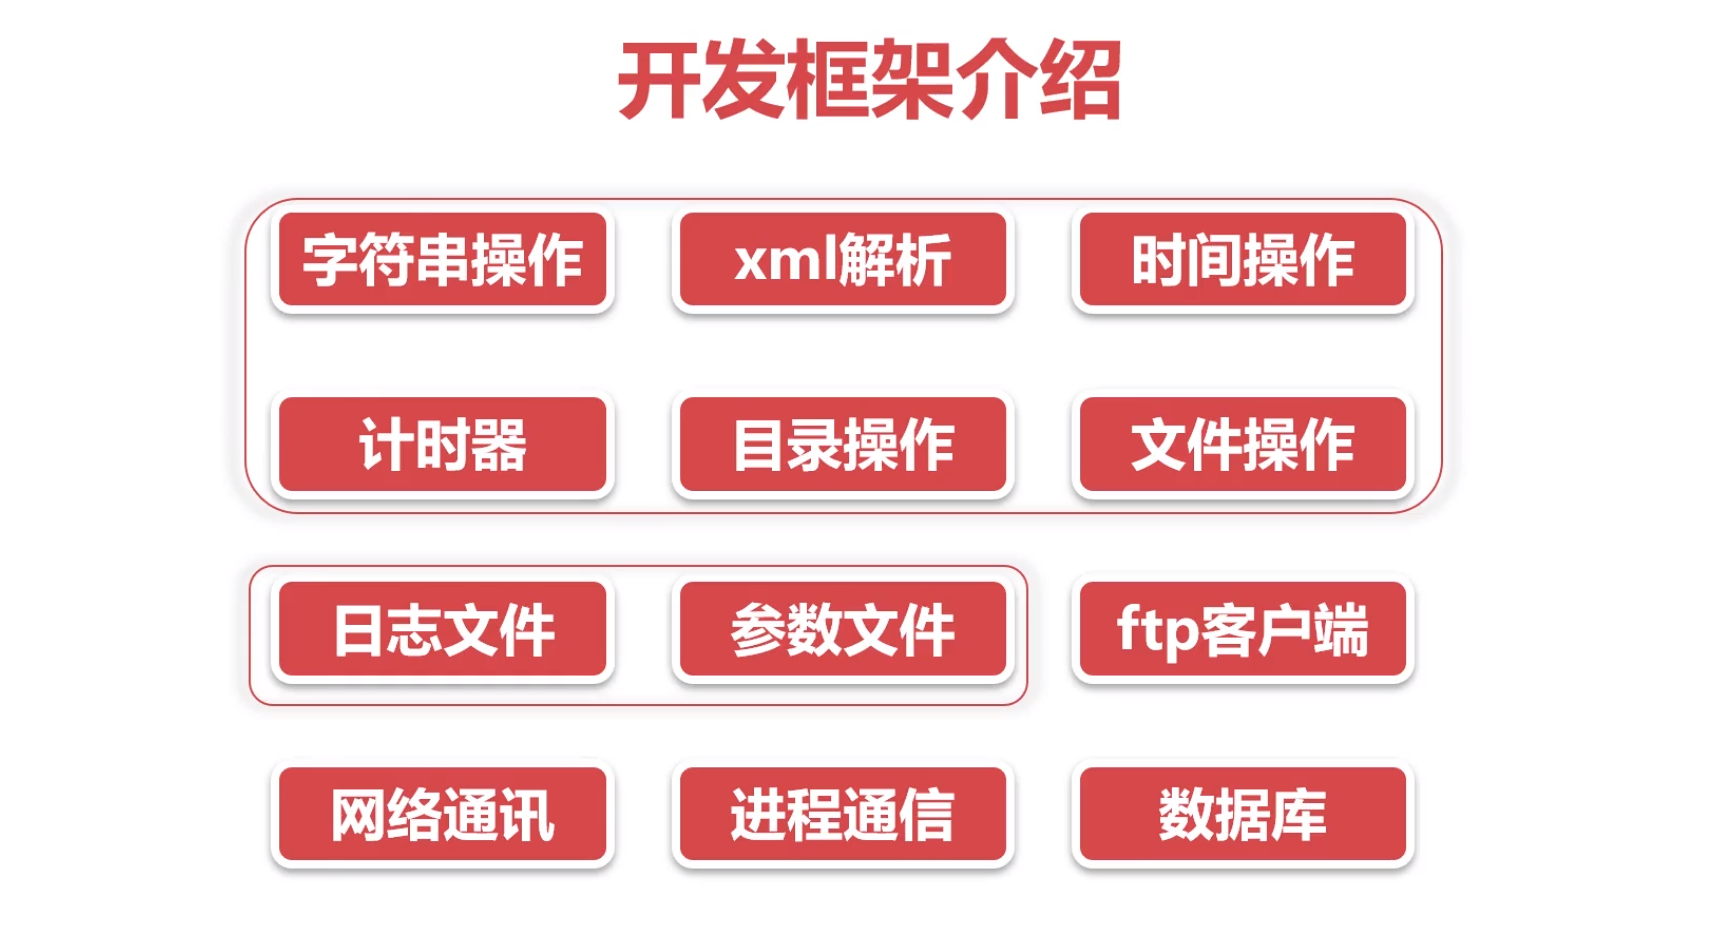 开发框架介绍
字符串操作
xml解析
时间操作
计时器
目录操作
文件操作
日志文件
参数文件
ftp客户端
网络通讯
进程通信
数据库